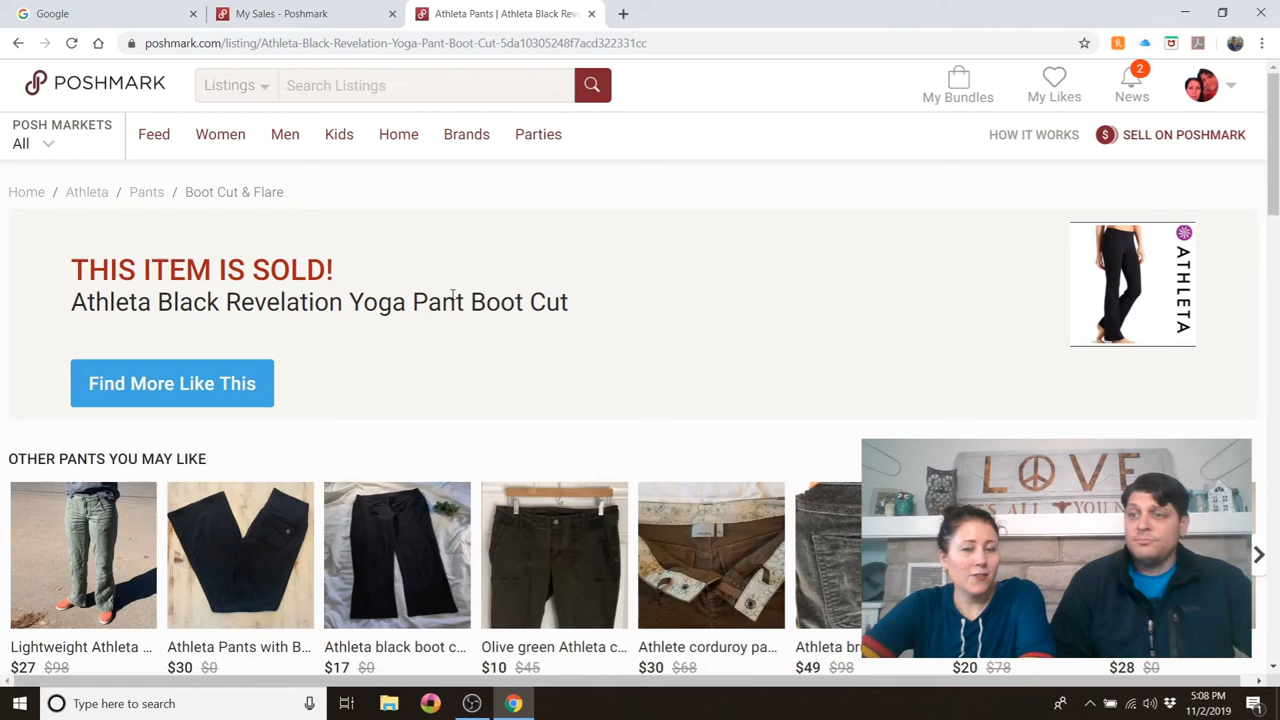 Google
My Sales - Poshmark
Athleta Pants | Athleta Black Rev
poshmark.com/listing/Athleta-Black-Revelation-Yoga-Pant-Boot-Cut-5da10305248f7acd322331cc
POSHMARK
Listings
Search Listings
My Bundles
My Likes
2
News
POSH MARKETS
All
Feed
Women
Men
Kids
Home
Brands
Parties
HOW IT WORKS
$ SELL ON POSHMARK
Home / Athleta / Pants / Boot Cut & Flare
THIS ITEM IS SOLD!
Athleta Black Revelation Yoga Pant Boot Cut
ATHLETA
Find More Like This
OTHER PANTS YOU MAY LIKE
LOVE
Lightweight Athleta ...
Athleta Pants with B...
Athleta black boot c...
Olive green Athleta c...
Athlete corduroy pa...
Athleta br
$27 $98
$30 $0
$17 $0
$10 $45
$30 $68
$49 $98
$20 $78
$28 $0
Type here to search
5:08 PM
11/2/2019
1